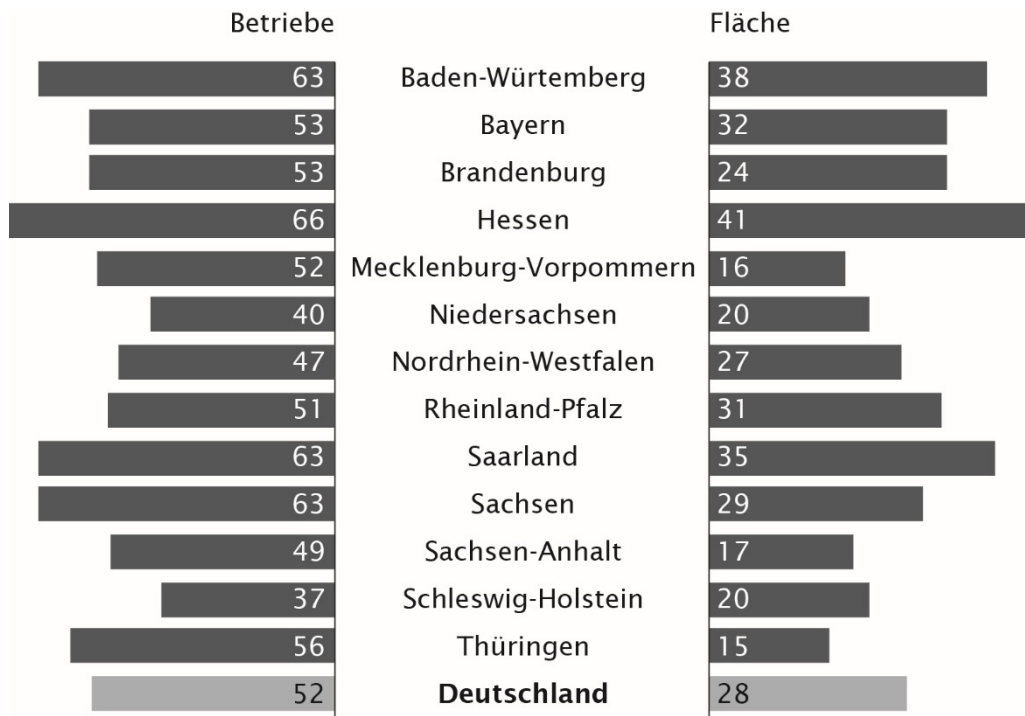 Betriebe Fläche
63 Baden-Würtemberg 38
53 Bayern 32
53 Brandenburg 24
66 Hessen 41
52 Mecklenburg-Vorpommern 16
40 Niedersachsen 20
47 Nordrhein-Westfalen 27
51 Rheinland-Pfalz 31
63 Saarland 35
63 Sachsen 29
49 Sachsen-Anhalt 17
37 Schleswig-Holstein 20
56 Thüringen 15
52 Deutschland 28